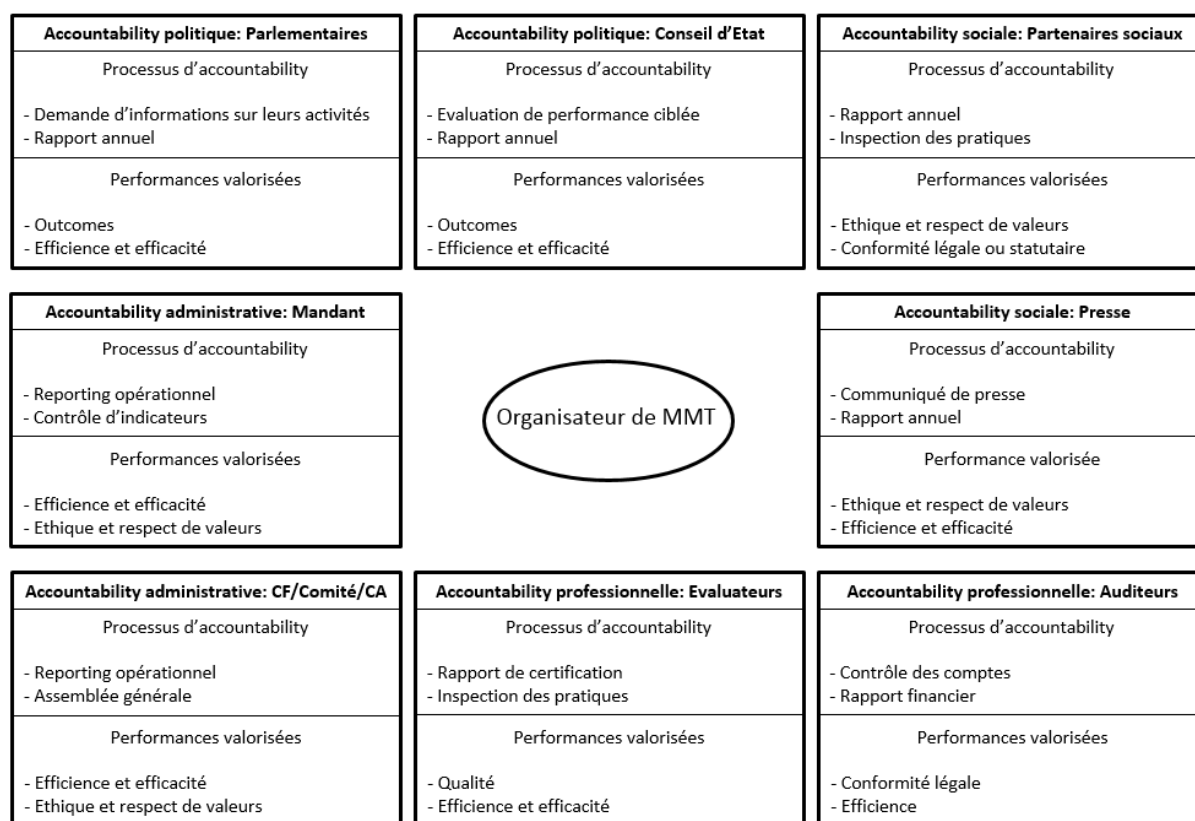 Accountability politique: Parlementaires
Processus d’accountability
- Demande d’informations sur leurs activités
- Rapport annuel
Performances valorisées
- Outcomes
- Efficience et efficacité
Accountability politique: Conseil d’Etat
Processus d’accountability
- Evaluation de performance ciblée
- Rapport annuel
Performances valorisées
- Outcomes
- Efficience et efficacité
Accountability sociale: Partenaires sociaux
Processus d’accountability
- Rapport annuel
- Inspection des pratiques
Performances valorisées
- Ethique et respect de valeurs
- Conformité légale ou statutaire
Accountability administrative: Mandant
Processus d’accountability
- Reporting opérationnel
- Contrôle d’indicateurs
Performances valorisées
- Efficience et efficacité
- Ethique et respect de valeurs
Organisateur de MMT
Accountability sociale: Presse
Processus d’accountability
- Communiqué de presse
- Rapport annuel
Performance valorisée
- Ethique et respect de valeurs
- Efficience et efficacité
Accountability administrative: CF/Comité/CA
Processus d’accountability
- Reporting opérationnel
- Assemblée générale
Performances valorisées
- Efficience et efficacité
- Ethique et respect de valeurs
Accountability professionnelle: Evaluateurs
Processus d’accountability
- Rapport de certification
- Inspection des pratiques
Performances valorisées
- Qualité
- Efficience et efficacité
Accountability professionnelle: Auditeurs
Processus d’accountability
- Contrôle des comptes
- Rapport financier
Performances valorisées
- Conformité légale
- Efficience